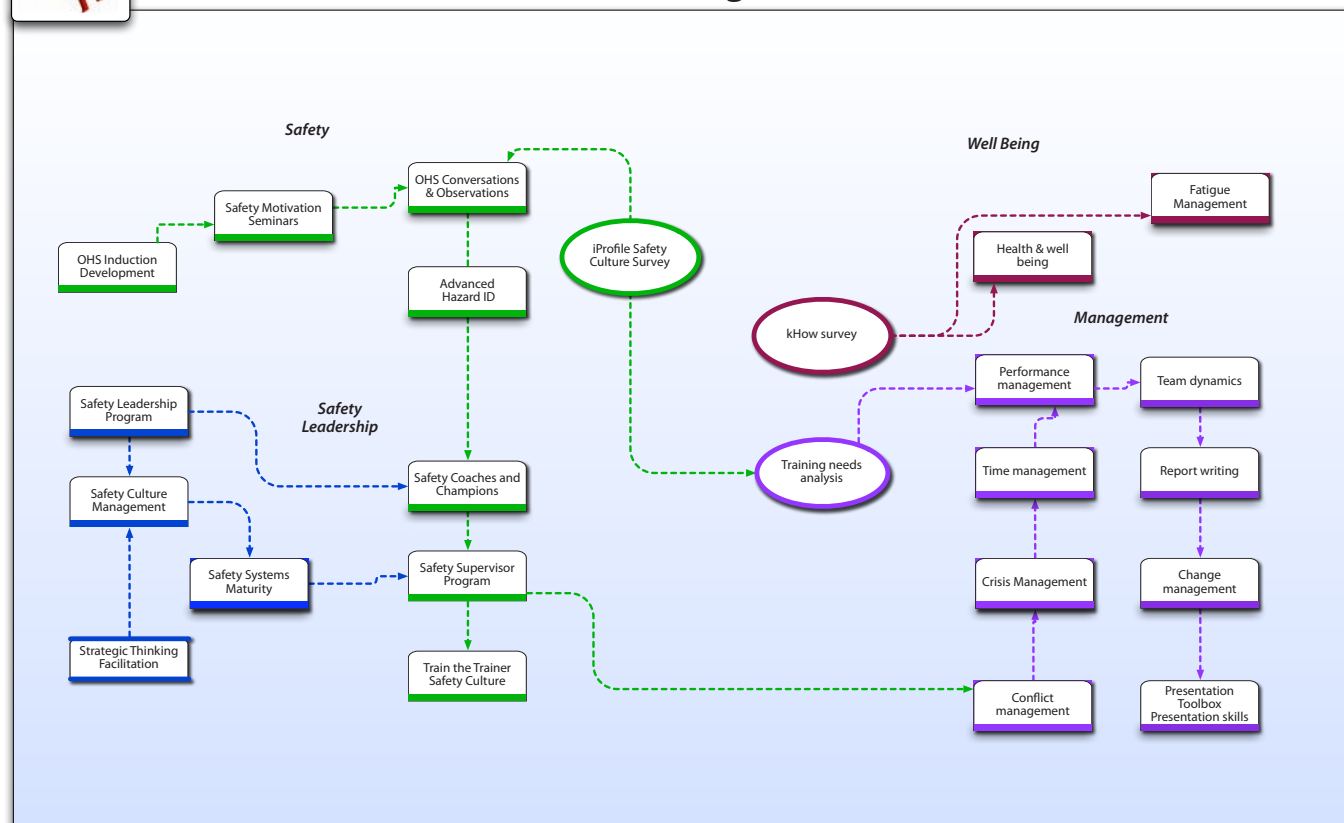 Safety
Well Being
OHS Conversations
& Observations
Fatigue
Management
Safety Motivation
Seminars
iProfile Safety
Culture Survey
Health & well
being
OHS Induction
Development
Advanced
Hazard ID
kHow survey
Management
Performance
management
Team dynamics
Safety Leadership
Program
Safety
Leadership
Training needs
analysis
Time management
Report writing
Safety Coaches and
Champions
Safety Culture
Management
Safety Systems
Maturity
Safety Supervisor
Program
Crisis Management
Change
management
Strategic Thinking
Facilitation
Train the Trainer
Safety Culture
Conflict
management
Presentation
Toolbox
Presentation skills